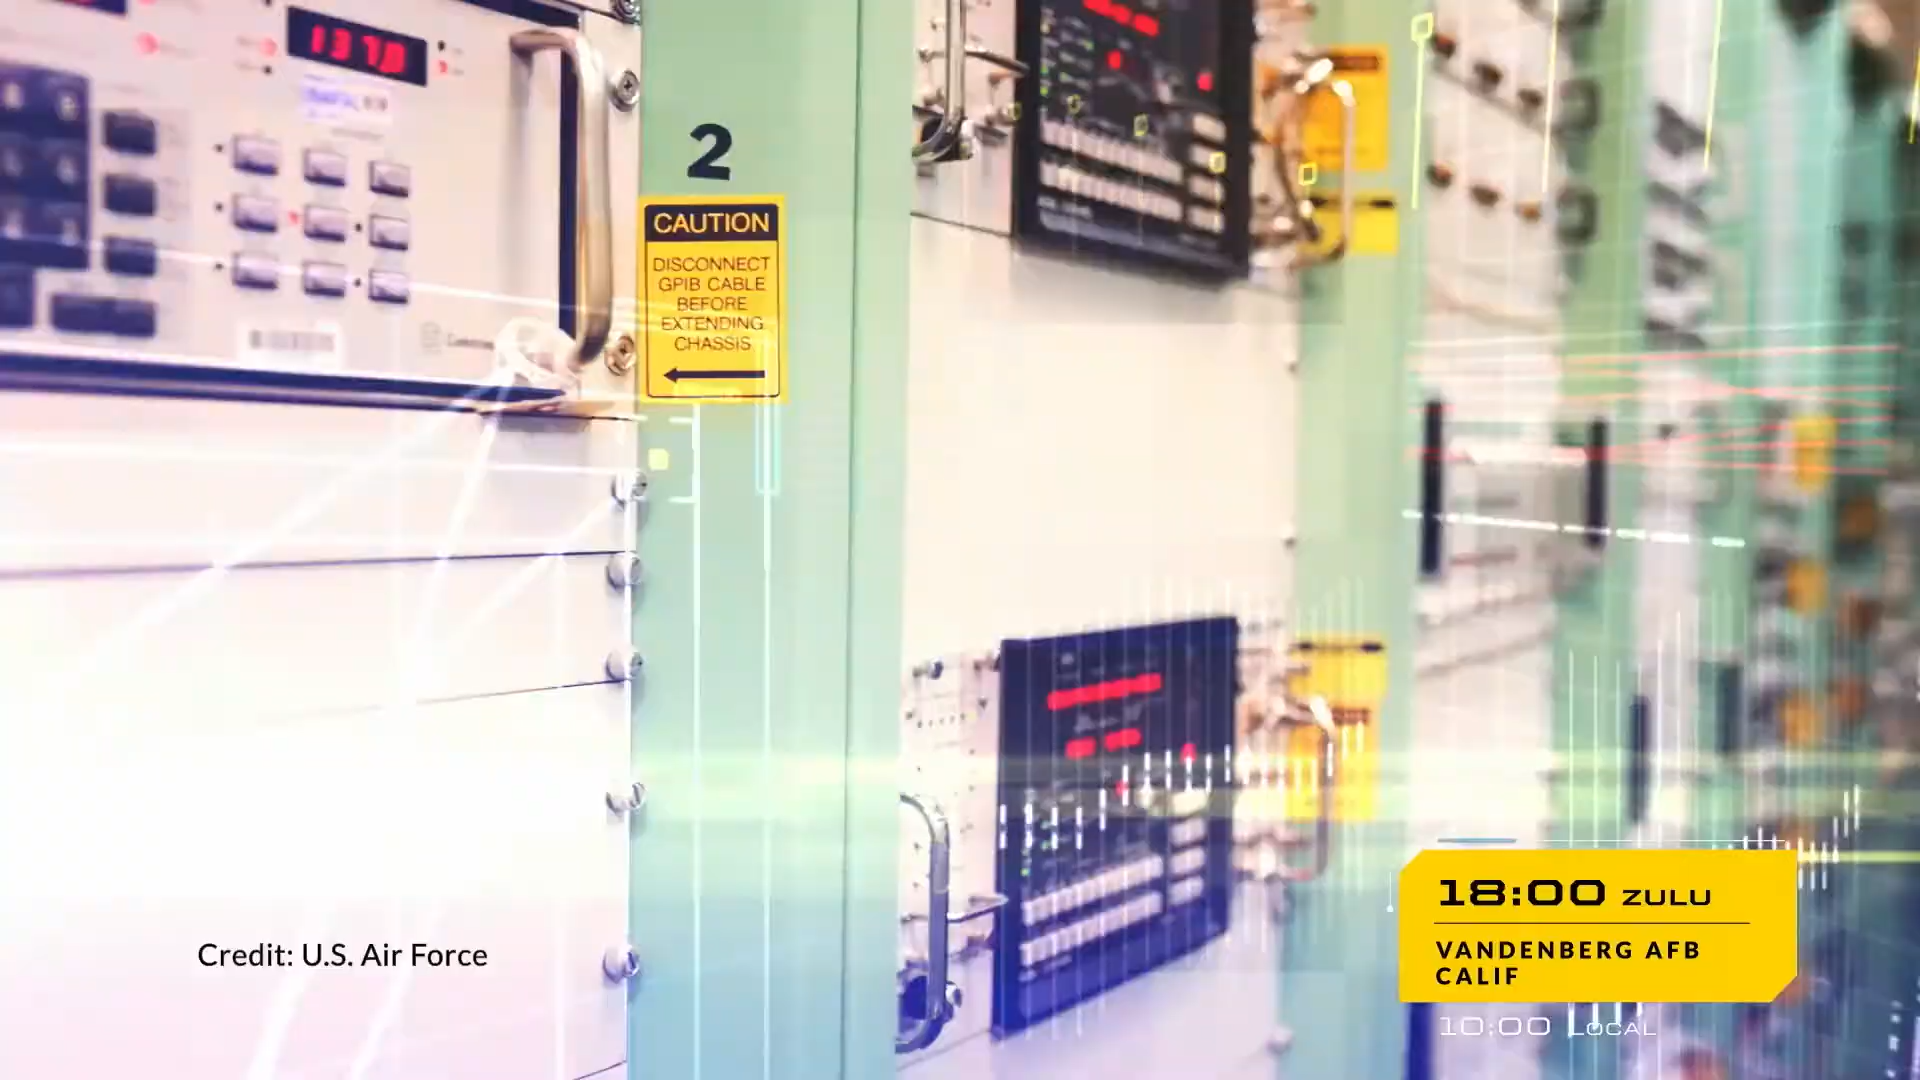 1370
2
CAUTION
DISCONNECT
GPIB CABLE
BEFORE
EXTENDING
CHASSIS
Credit: U.S. Air Force
18:00 ZULU
VANDENBERG AFB
CALIF
10:00 LOCAL